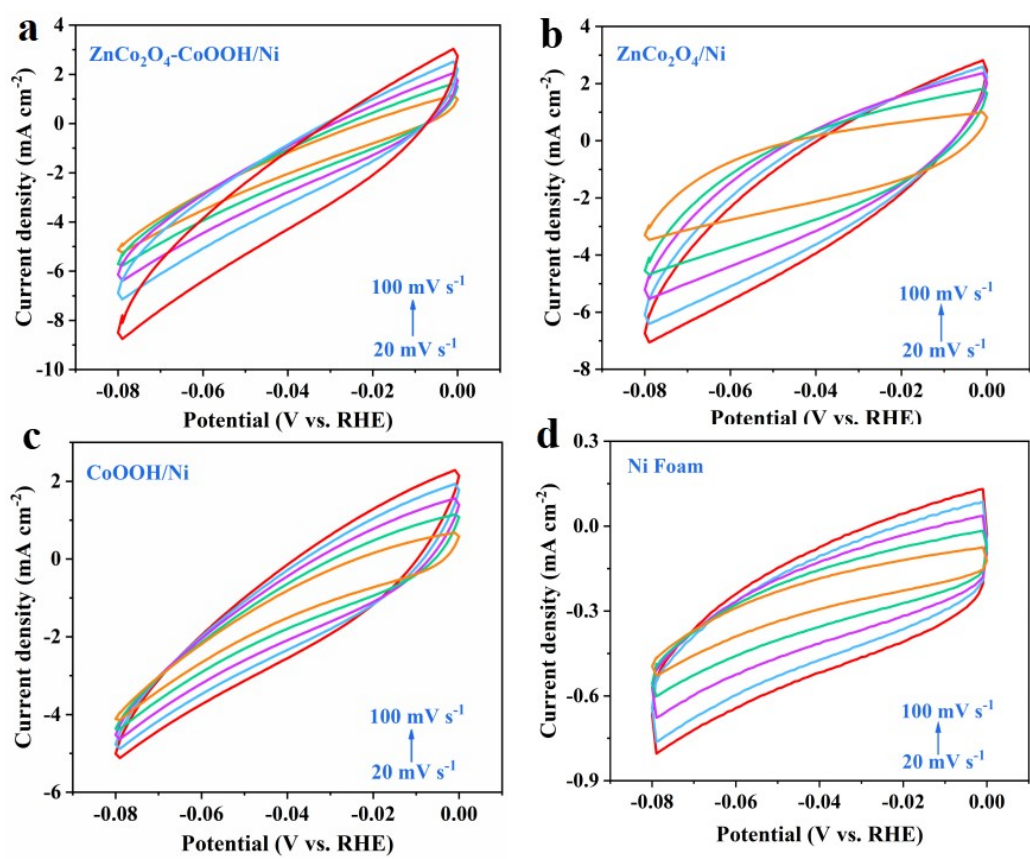 a
ZnCo₂O₄-CoOOH/Ni
4
2
0
-2
-4
-6
-8
-10
Current density (mA cm⁻²)
100 mV s⁻¹
20 mV s⁻¹
-0.08
-0.06
-0.04
-0.02
0.00
Potential (V vs. RHE)
b
ZnCo₂O₄/Ni
4
2
0
-2
-4
-6
-8
Current density (mA cm⁻²)
100 mV s⁻¹
20 mV s⁻¹
-0.08
-0.06
-0.04
-0.02
0.00
Potential (V vs. RHE)
c
CoOOH/Ni
2
0
-2
-4
-6
Current density (mA cm⁻²)
100 mV s⁻¹
20 mV s⁻¹
-0.08
-0.06
-0.04
-0.02
0.00
Potential (V vs. RHE)
d
Ni Foam
0.3
0.0
-0.3
-0.6
-0.9
Current density (mA cm⁻²)
100 mV s⁻¹
20 mV s⁻¹
-0.08
-0.06
-0.04
-0.02
0.00
Potential (V vs. RHE)